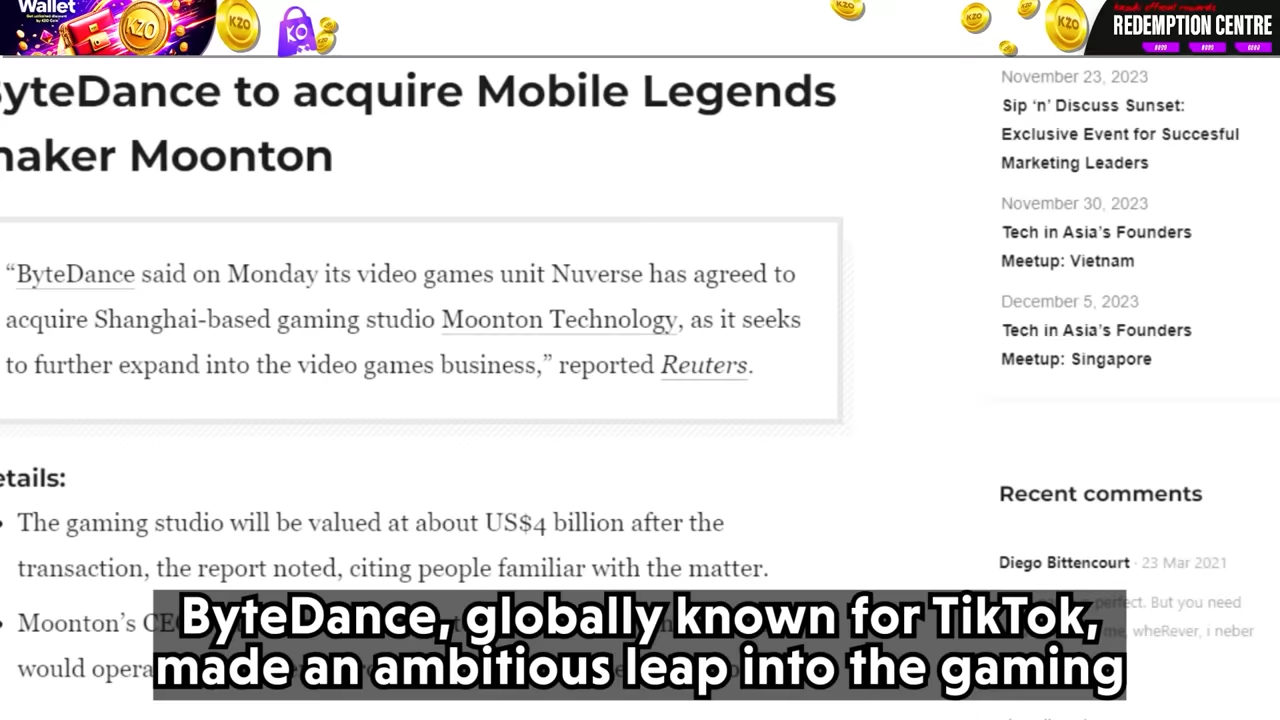 Wallet
KZO
KZO
KO
KZO
KZO
KZO
REDEMPTION CENTRE
yteDance to acquire Mobile Legends
naker Moonton
“ByteDance said on Monday its video games unit Nuverse has agreed to
acquire Shanghai-based gaming studio Moonton Technology, as it seeks
to further expand into the video games business,” reported Reuters.
etails:
• The gaming studio will be valued at about US$4 billion after the
transaction, the report noted, citing people familiar with the matter.
• Moonton’s CE
would opera
November 23, 2023
Sip ‘n’ Discuss Sunset:
Exclusive Event for Succesful
Marketing Leaders
November 30, 2023
Tech in Asia’s Founders
Meetup: Vietnam
December 5, 2023
Tech in Asia’s Founders
Meetup: Singapore
Recent comments
Diego Bittencourt · 23 Mar 2021
perfect. But you need
me, wheRever, i neber
ByteDance, globally known for TikTok,
made an ambitious leap into the gaming